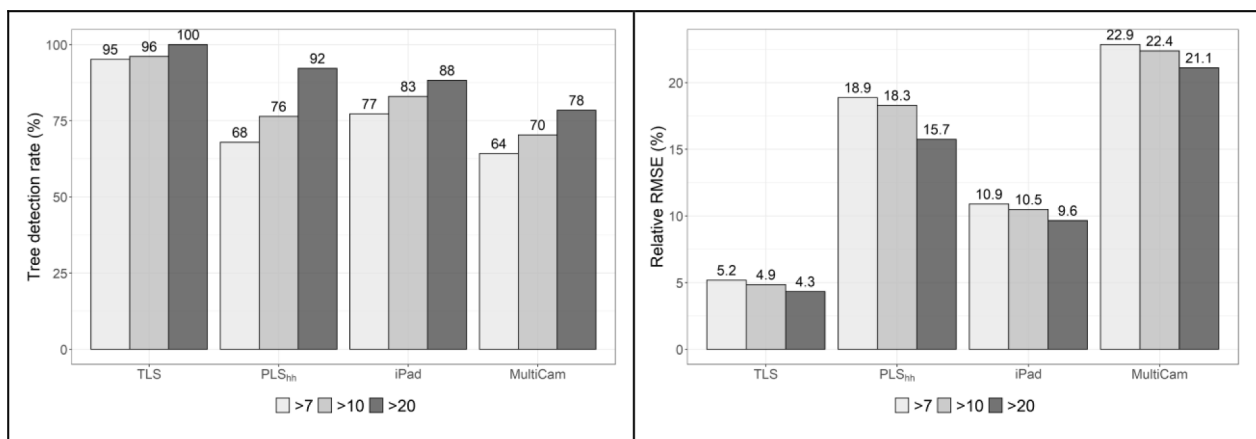 Tree detection rate (%)
100
75
50
25
0
95 96 100
68 76 92
77 83 88
64 70 78
TLS PLShh iPad MultiCam
>7 >10 >20
Relative RMSE (%)
20
15
10
5
0
5.2 4.9 4.3
18.9 18.3 15.7
10.9 10.5 9.6
22.9 22.4 21.1
TLS PLShh iPad MultiCam
>7 >10 >20